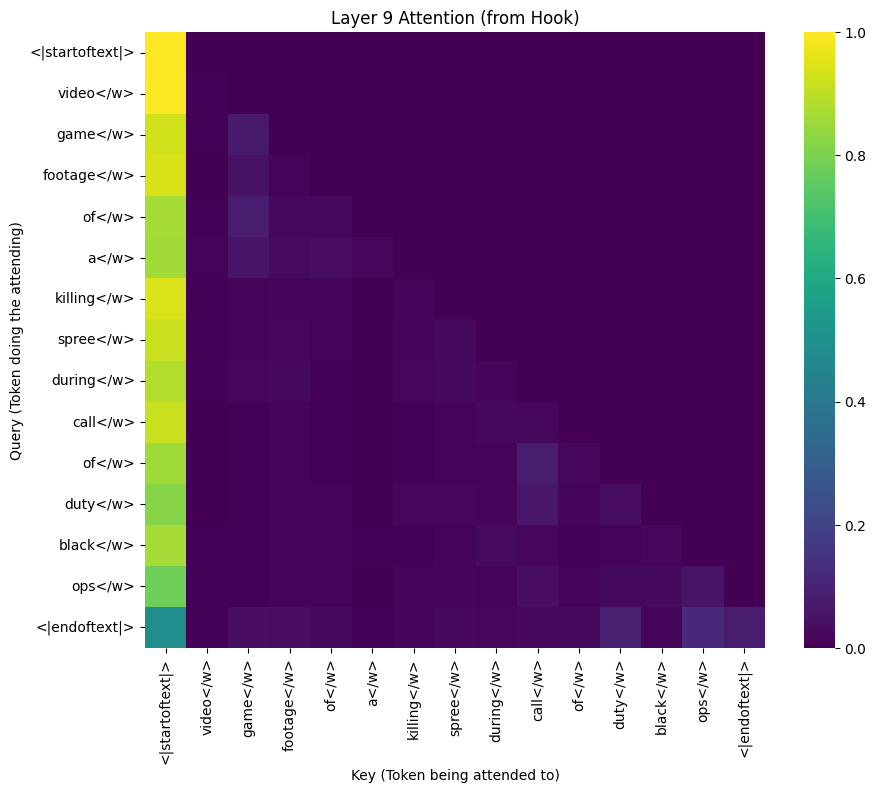 Layer 9 Attention (from Hook)
<|startoftext|>
video</w>
game</w>
footage</w>
of</w>
a</w>
killing</w>
spree</w>
during</w>
call</w>
of</w>
duty</w>
black</w>
ops</w>
<|endoftext|>
Query (Token doing the attending)
<|startoftext|>
video</w>
game</w>
footage</w>
of</w>
a</w>
killing</w>
spree</w>
during</w>
call</w>
of</w>
duty</w>
black</w>
ops</w>
<|endoftext|>
Key (Token being attended to)
1.0
0.8
0.6
0.4
0.2
0.0